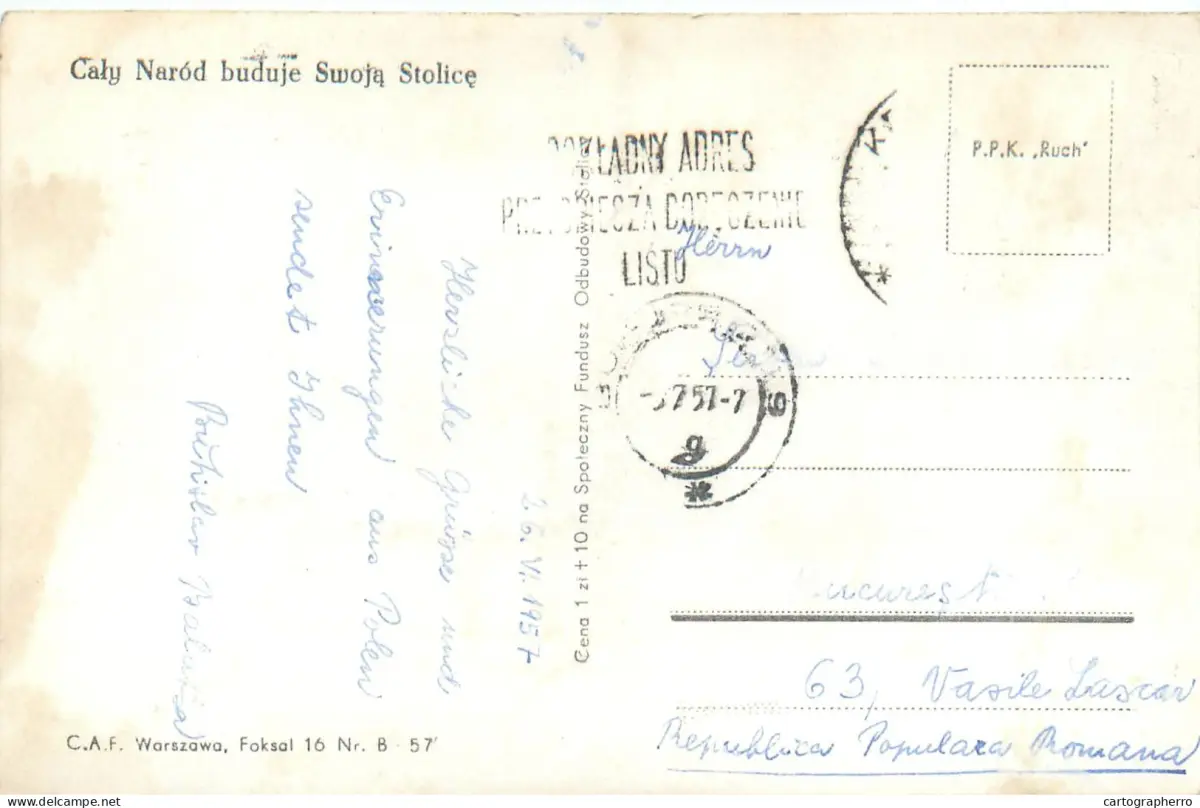 Cały Naród buduje Swoją Stolicę
DOKŁADNY ADRES
PRZYSPIESZA DORĘCZENIE
LISTU
P.P.K. „Ruch"
26. VI. 1957
Herzliche Grüsse und
Erinnerungen aus Polen
sendet Ihnen
Cena 1 zł + 10 na Społeczny Fundusz Odbudowy Stolicy
Herrn
7 57-7
București
63, Vasile Lascar
Republica Populara Romana
C.A.F. Warszawa, Foksal 16 Nr. B - 57
cartographerro